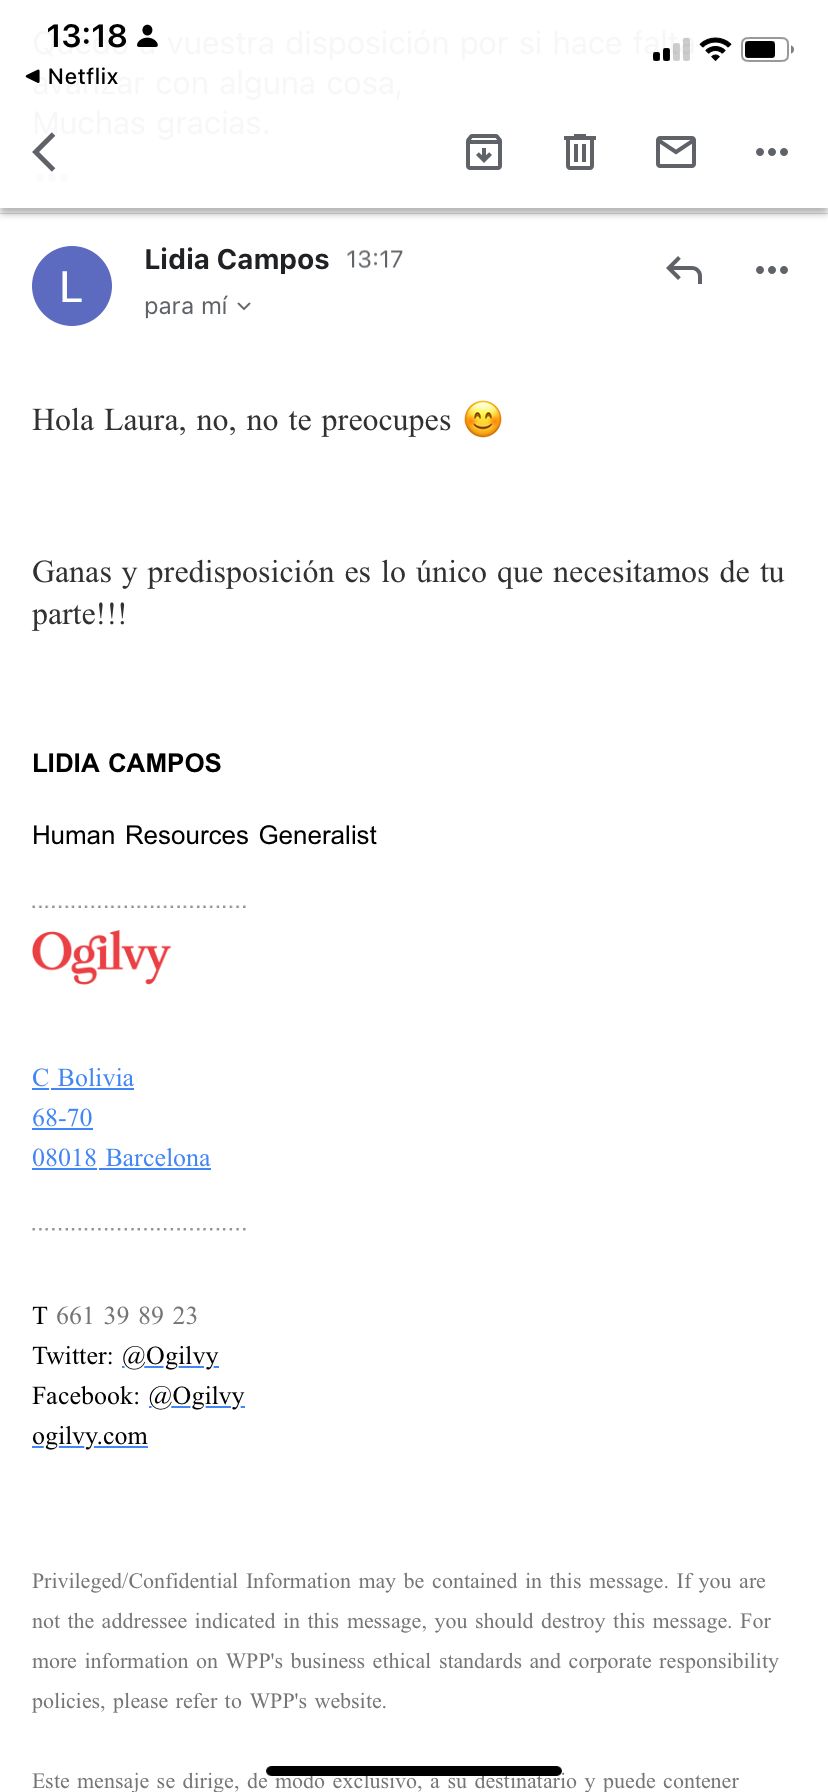 13:18
Netflix
vuestra disposición por si hace falta
avanzar con alguna cosa,
Muchas gracias.
L
Lidia Campos 13:17
para mí
Hola Laura, no, no te preocupes 😊
Ganas y predisposición es lo único que necesitamos de tu
parte!!!
LIDIA CAMPOS
Human Resources Generalist
Ogilvy
C Bolivia
68-70
08018 Barcelona
T 661 39 89 23
Twitter: @Ogilvy
Facebook: @Ogilvy
ogilvy.com
Privileged/Confidential Information may be contained in this message. If you are
not the addressee indicated in this message, you should destroy this message. For
more information on WPP's business ethical standards and corporate responsibility
policies, please refer to WPP's website.
Este mensaje se dirige, de modo exclusivo, a su destinatario y puede contener